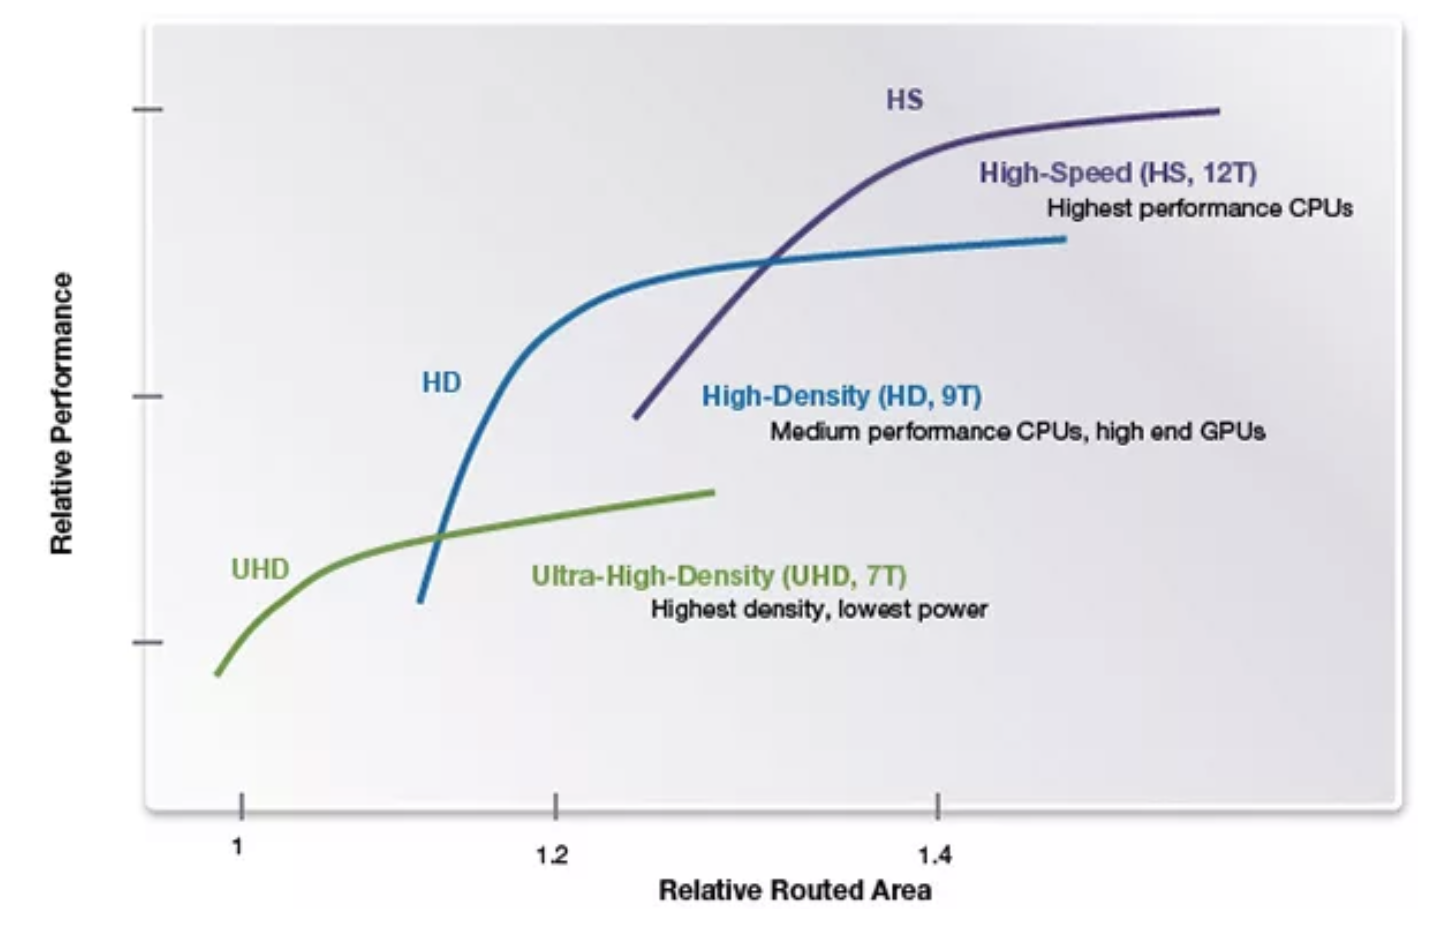 HS
High-Speed (HS, 12T)
Highest performance CPUs
HD
High-Density (HD, 9T)
Medium performance CPUs, high end GPUs
UHD
Ultra-High-Density (UHD, 7T)
Highest density, lowest power
Relative Performance
1
1.2
1.4
Relative Routed Area